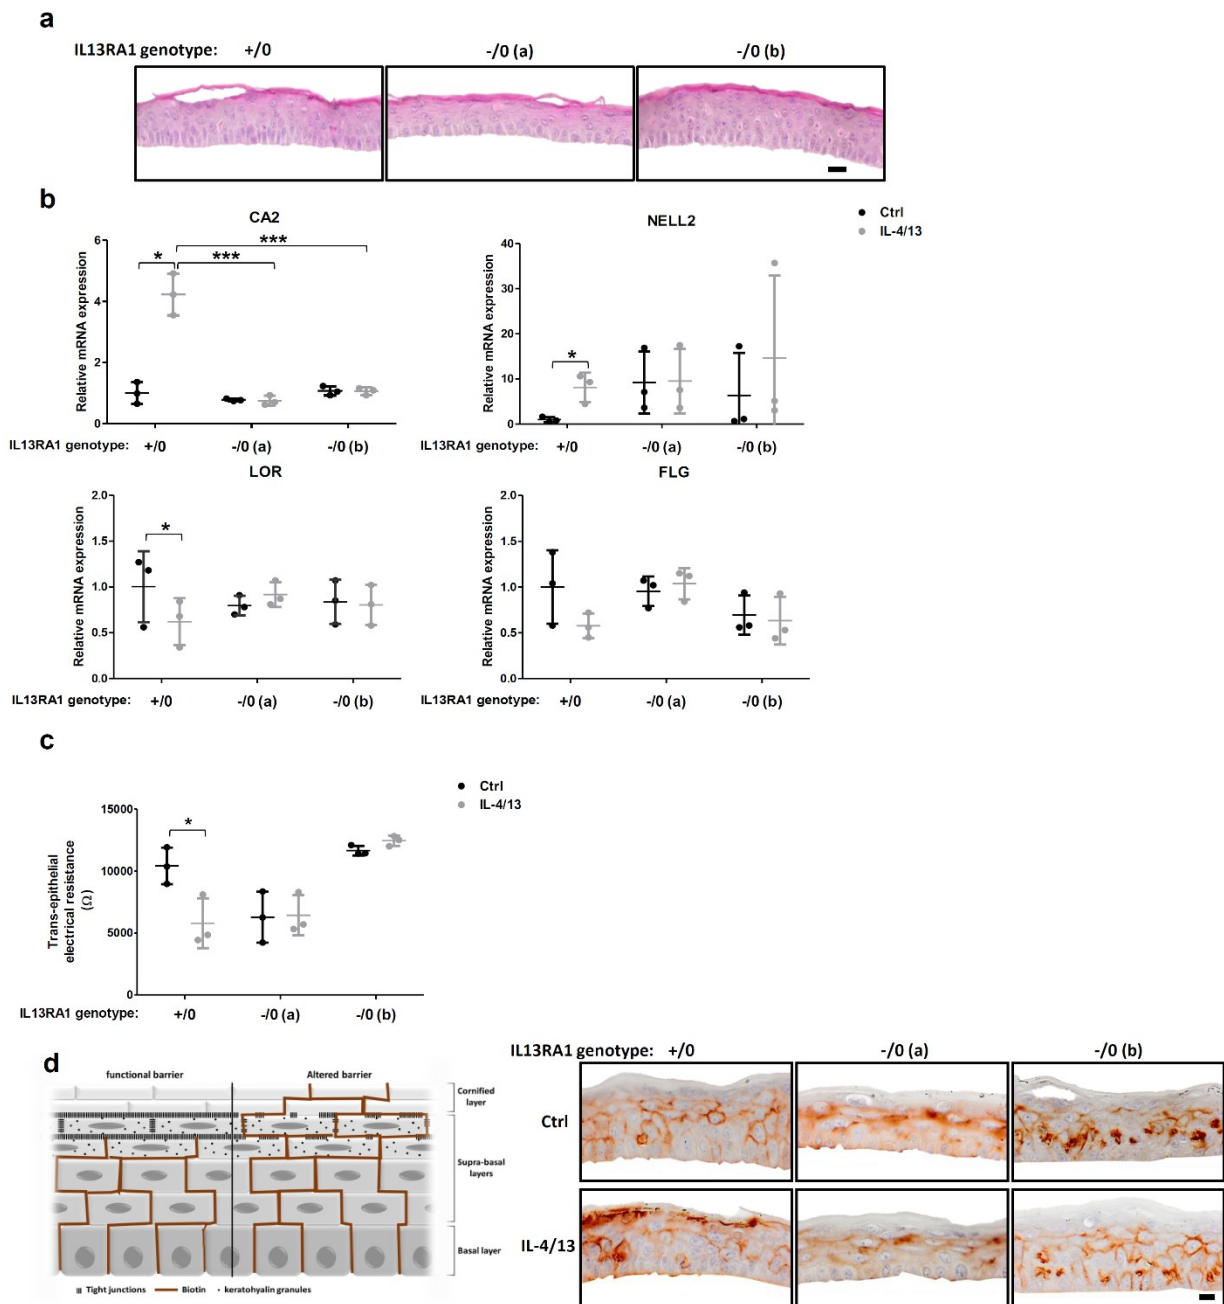 a
IL13RA1 genotype: +/0 -/0 (a) -/0 (b)
b
CA2
Relative mRNA expression
6
4
2
0
*
***
***
IL13RA1 genotype: +/0 -/0 (a) -/0 (b)
NELL2
Ctrl
IL-4/13
Relative mRNA expression
40
30
20
10
0
*
IL13RA1 genotype: +/0 -/0 (a) -/0 (b)
LOR
Relative mRNA expression
2.0
1.5
1.0
0.5
0.0
*
IL13RA1 genotype: +/0 -/0 (a) -/0 (b)
FLG
Relative mRNA expression
2.0
1.5
1.0
0.5
0.0
IL13RA1 genotype: +/0 -/0 (a) -/0 (b)
c
Ctrl
IL-4/13
Trans-epithelial
electrical resistance
(Ω)
15000
10000
5000
0
*
IL13RA1 genotype: +/0 -/0 (a) -/0 (b)
d
functional barrier Altered barrier
Cornified
layer
Supra-basal
layers
Basal layer
Tight junctions Biotin keratohyalin granules
IL13RA1 genotype: +/0 -/0 (a) -/0 (b)
Ctrl
IL-4/13